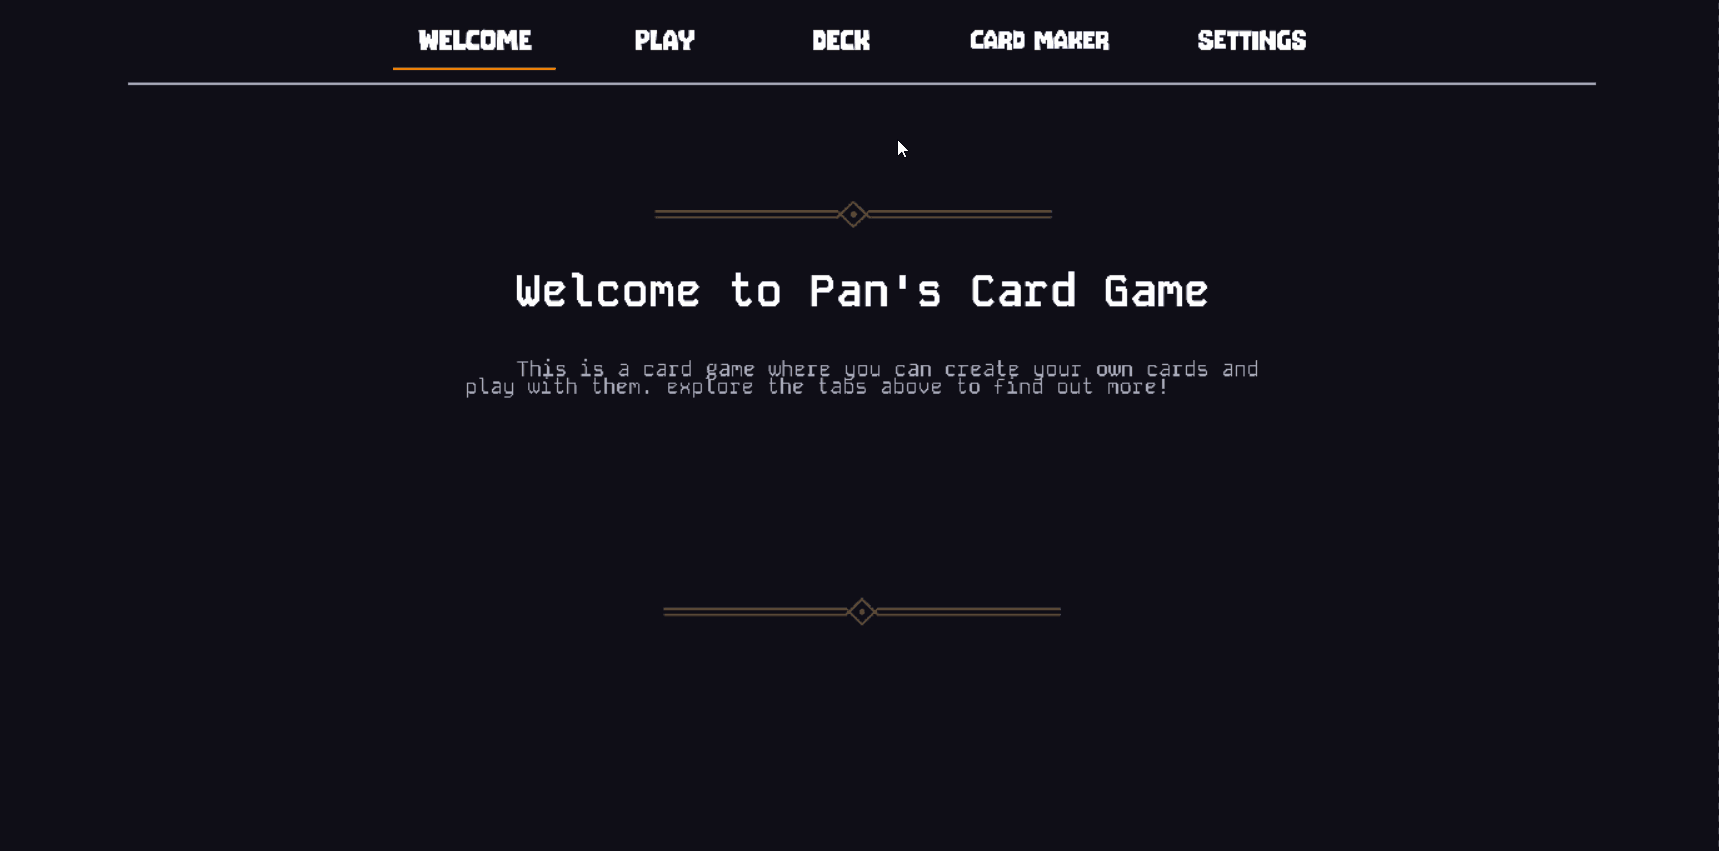 WELCOME PLAY DECK CARD MAKER SETTINGS
Welcome to Pan's Card Game
This is a card game where you can create your own cards and
play with them. explore the tabs above to find out more!